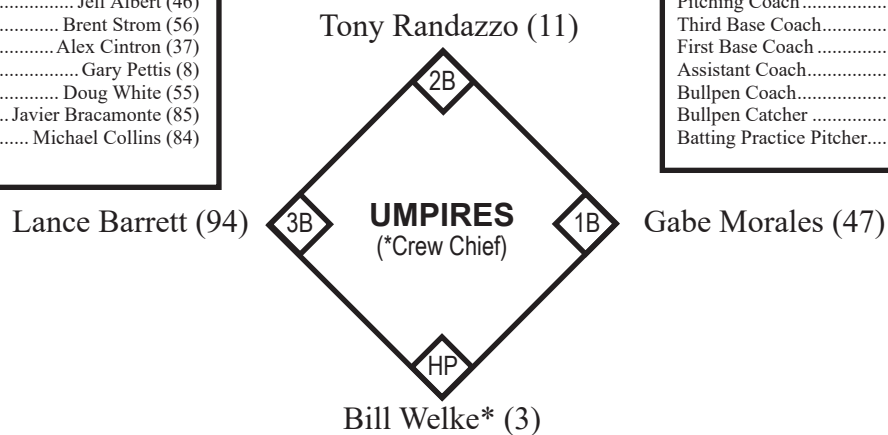 Jeff Albert (46)
Brent Strom (56)
Alex Cintron (37)
Gary Pettis (8)
Doug White (55)
Javier Bracamonte (85)
Michael Collins (84)
Pitching Coach
Third Base Coach
First Base Coach
Assistant Coach
Bullpen Coach
Bullpen Catcher
Batting Practice Pitcher
Tony Randazzo (11)
2B
Lance Barrett (94)
3B
UMPIRES
(*Crew Chief)
1B
Gabe Morales (47)
HP
Bill Welke* (3)